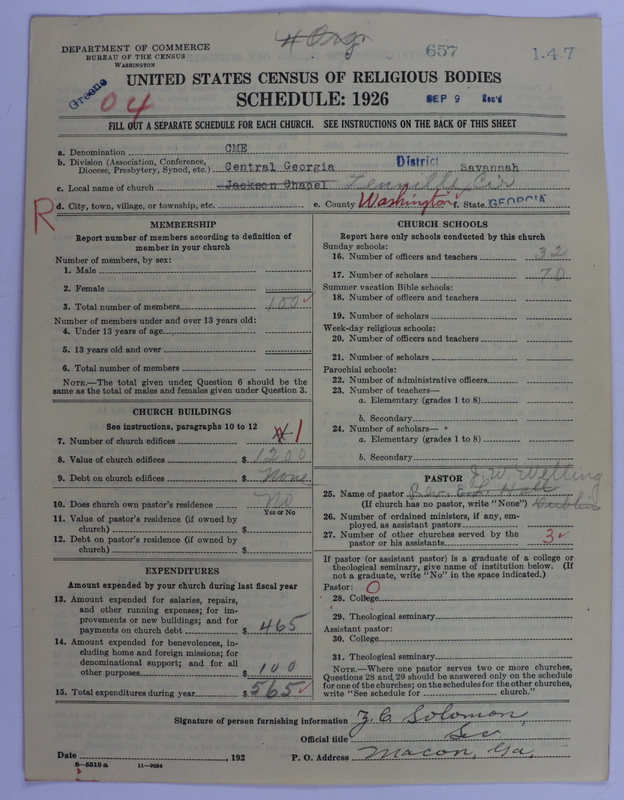 4 Org
657
1.4.7
DEPARTMENT OF COMMERCE
BUREAU OF THE CENSUS
WASHINGTON
Greene
04
UNITED STATES CENSUS OF RELIGIOUS BODIES
SCHEDULE: 1926
SEP 9 Rec'd
FILL OUT A SEPARATE SCHEDULE FOR EACH CHURCH. SEE INSTRUCTIONS ON THE BACK OF THIS SHEET
a. Denomination CME
b. Division (Association, Conference, Diocese, Presbytery, Synod, etc.) Central Georgia District Savannah
c. Local name of church Jackson Chapel Tennille Cir
d. City, town, village, or township, etc. e. County Washington f. State GEORGIA
R
MEMBERSHIP
Report number of members according to definition of
member in your church
Number of members, by sex:
1. Male
2. Female
3. Total number of members 100
Number of members under and over 13 years old:
4. Under 13 years of age
5. 13 years old and over
6. Total number of members
NOTE.—The total given under Question 6 should be the
same as the total of males and females given under Question 3.
CHURCH BUILDINGS
See instructions, paragraphs 10 to 12
7. Number of church edifices 1
8. Value of church edifices $ 1200
9. Debt on church edifices $ None
10. Does church own pastor's residence No
Yes or No
11. Value of pastor's residence (if owned by
church) $
12. Debt on pastor's residence (if owned by
church) $
EXPENDITURES
Amount expended by your church during last fiscal year
13. Amount expended for salaries, repairs,
and other running expenses; for im-
provements or new buildings; and for
payments on church debt $ 465
14. Amount expended for benevolences, in-
cluding home and foreign missions; for
denominational support; and for all
other purposes $ 100
15. Total expenditures during year $ 565
CHURCH SCHOOLS
Report here only schools conducted by this church
Sunday schools:
16. Number of officers and teachers 32
17. Number of scholars 70
Summer vacation Bible schools:
18. Number of officers and teachers
19. Number of scholars
Week-day religious schools:
20. Number of officers and teachers
21. Number of scholars
Parochial schools:
22. Number of administrative officers
23. Number of teachers—
a. Elementary (grades 1 to 8)
b. Secondary
24. Number of scholars—
a. Elementary (grades 1 to 8)
b. Secondary
PASTOR J. W.
25. Name of pastor Rev. E. L. Hall
(If church has no pastor, write "None") Dublin
26. Number of ordained ministers, if any, em-
ployed as assistant pastors
27. Number of other churches served by the
pastor or his assistants 3
If pastor (or assistant pastor) is a graduate of a college or
theological seminary, give name of institution below. (If
not a graduate, write "No" in the space indicated.)
Pastor: O
28. College
29. Theological seminary
Assistant pastor:
30. College
31. Theological seminary
NOTE.—Where one pastor serves two or more churches,
Questions 28 and 29 should be answered only on the schedule
for one of the churches; on the schedules for the other churches,
write "See schedule for church."
Signature of person furnishing information Z. C. Solomon
Official title Sec
Date , 192 P. O. Address Macon, Ga,
8—5518a 11—9064